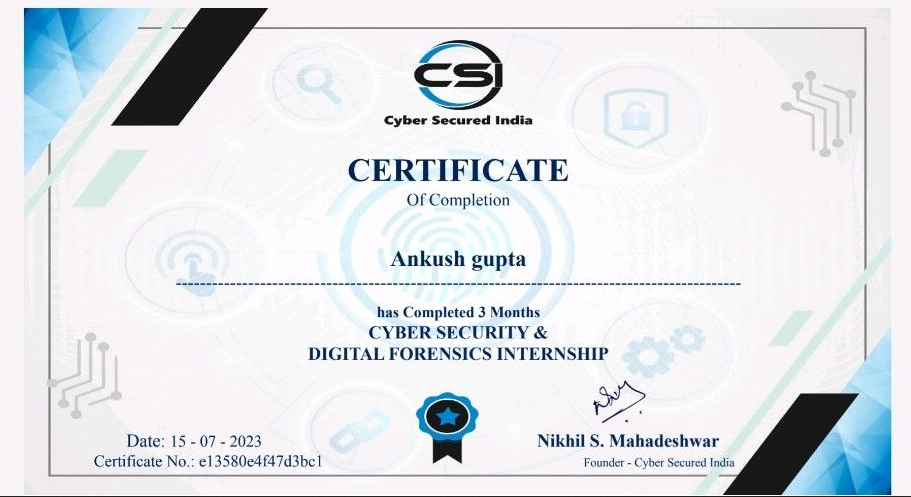 CSI
Cyber Secured India
CERTIFICATE
Of Completion
Ankush gupta
has Completed 3 Months
CYBER SECURITY &
DIGITAL FORENSICS INTERNSHIP
Date: 15 - 07 - 2023
Certificate No.: e13580e4f47d3bc1
Nikhil S. Mahadeshwar
Founder - Cyber Secured India